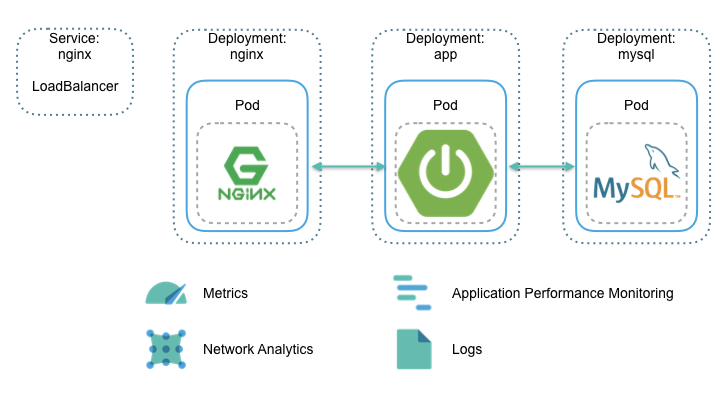 Service:
nginx
LoadBalancer
Deployment:
nginx
Pod
NGiNX
Deployment:
app
Pod
Deployment:
mysql
Pod
MySQL™
Metrics
Application Performance Monitoring
Network Analytics
Logs